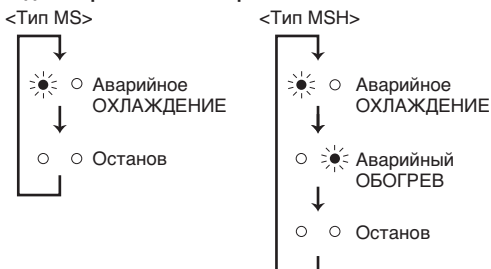 <Тип MS>
Аварийное
ОХЛАЖДЕНИЕ
Останов
<Тип MSH>
Аварийное
ОХЛАЖДЕНИЕ
Аварийный
ОБОГРЕВ
Останов